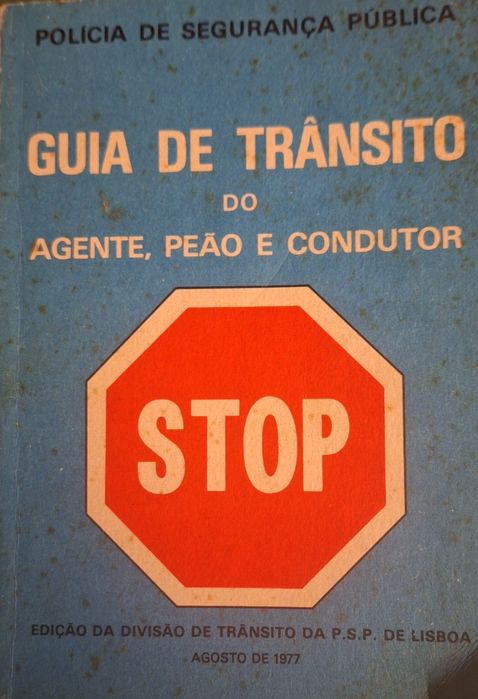 POLÍCIA DE SEGURANÇA PÚBLICA
GUIA DE TRÂNSITO
DO
AGENTE, PEÃO E CONDUTOR
STOP
EDIÇÃO DA DIVISÃO DE TRÂNSITO DA P.S.P. DE LISBOA
AGOSTO DE 1977